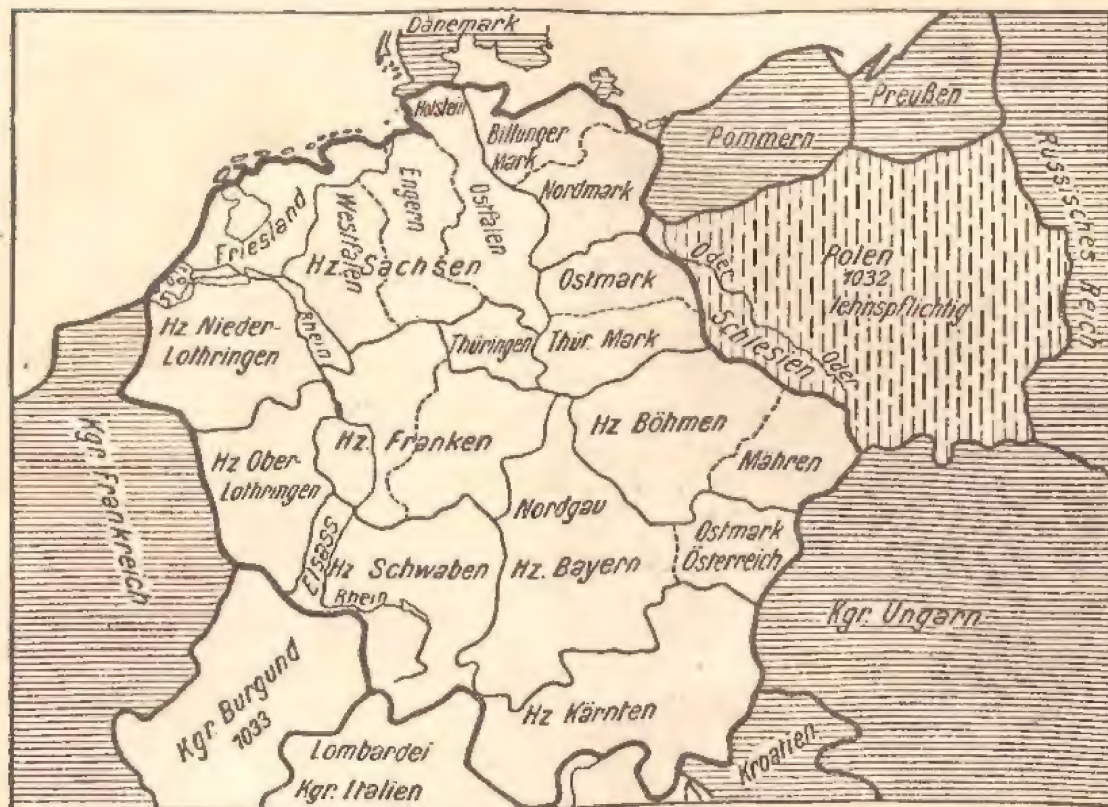 Dänemark
Holstein
Billunger
Mark
Nordmark
Pommern
Preußen
Russisches Reich
Friesland
Westfalen
Engern
Ostfalen
Hz. Sachsen
Ostmark
Oder
Polen
1032
lehnspflichtig
Schlesien
Oder
Hz Nieder-
Lothringen
Rhein
Thüringen
Thür. Mark
Kgr. Frankreich
Hz Ober-
Lothringen
Hz. Franken
Hz Böhmen
Mähren
Nordgau
Ostmark
Österreich
Elsass
Hz Schwaben
Rhein
Hz. Bayern
Kgr. Ungarn
Kgr. Burgund
1033
Hz Kärnten
Lombardei
Kgr. Italien
Kroatien